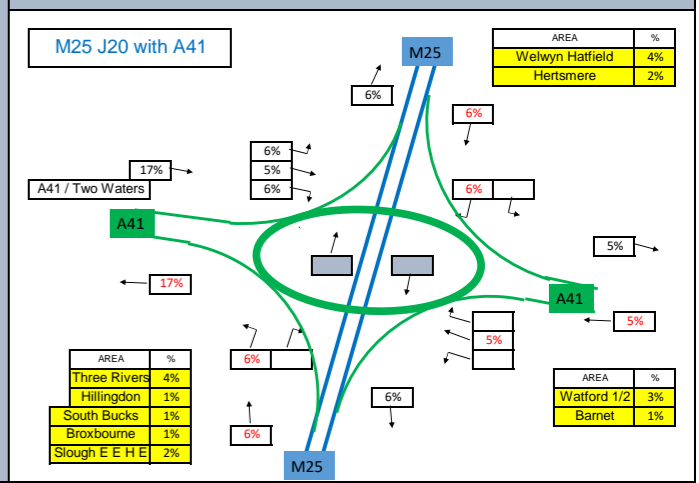 M25 J20 with A41
M25
AREA %
Welwyn Hatfield 4%
Hertsmere 2%
6%
6%
6%
5%
6%
17%
A41 / Two Waters
A41
6%
5%
17%
A41
5%
5%
6%
6%
6%
AREA %
Three Rivers 4%
Hillingdon 1%
South Bucks 1%
Broxbourne 1%
Slough E E H E 2%
AREA %
Watford 1/2 3%
Barnet 1%
M25